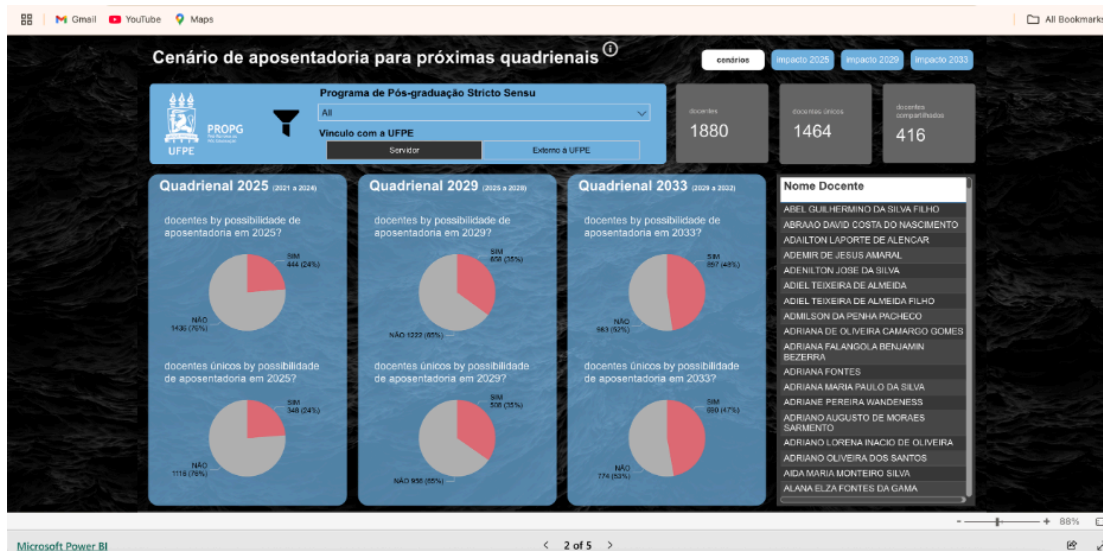 Gmail YouTube Maps All Bookmarks
Cenário de aposentadoria para próximas quadrienais
cenários impacto 2025 impacto 2029 impacto 2033
PROPG
UFPE
Programa de Pós-graduação Stricto Sensu
All
Vínculo com a UFPE
Servidor Externo à UFPE
docentes
1880
docentes únicos
1464
docentes
compartilhados
416
Quadrienal 2025 (2021 a 2024)
docentes by possibilidade de
aposentadoria em 2025?
SIM
444 (24%)
NÃO
1436 (76%)
docentes únicos by possibilidade
de aposentadoria em 2025?
SIM
348 (24%)
NÃO
1116 (76%)
Quadrienal 2029 (2025 a 2028)
docentes by possibilidade de
aposentadoria em 2029?
SIM
658 (35%)
NÃO 1222 (65%)
docentes únicos by possibilidade
de aposentadoria em 2029?
SIM
(35%)
NÃO (65%)
Quadrienal 2033 (2029 a 2032)
docentes by possibilidade de
aposentadoria em 2033?
SIM
NÃO
docentes únicos by possibilidade
de aposentadoria em 2033?
SIM
690 (47%)
NÃO
774 (53%)
Nome Docente
ABEL GUILHERMINO DA SILVA FILHO
ABRAAO DAVID COSTA DO NASCIMENTO
ADAILTON LAPORTE DE ALENCAR
ADEMIR DE JESUS AMARAL
ADENILTON JOSE DA SILVA
ADIEL TEIXEIRA DE ALMEIDA
ADIEL TEIXEIRA DE ALMEIDA FILHO
ADMILSON DA PENHA PACHECO
ADRIANA DE OLIVEIRA CAMARGO GOMES
ADRIANA FALANGOLA BENJAMIN
BEZERRA
ADRIANA FONTES
ADRIANA MARIA PAULO DA SILVA
ADRIANE PEREIRA WANDENESS
ADRIANO AUGUSTO DE MORAES
SARMENTO
ADRIANO LORENA INACIO DE OLIVEIRA
ADRIANO OLIVEIRA DOS SANTOS
AIDA MARIA MONTEIRO SILVA
ALANA ELZA FONTES DA GAMA
- + 88%
Microsoft Power BI < 2 of 5 >